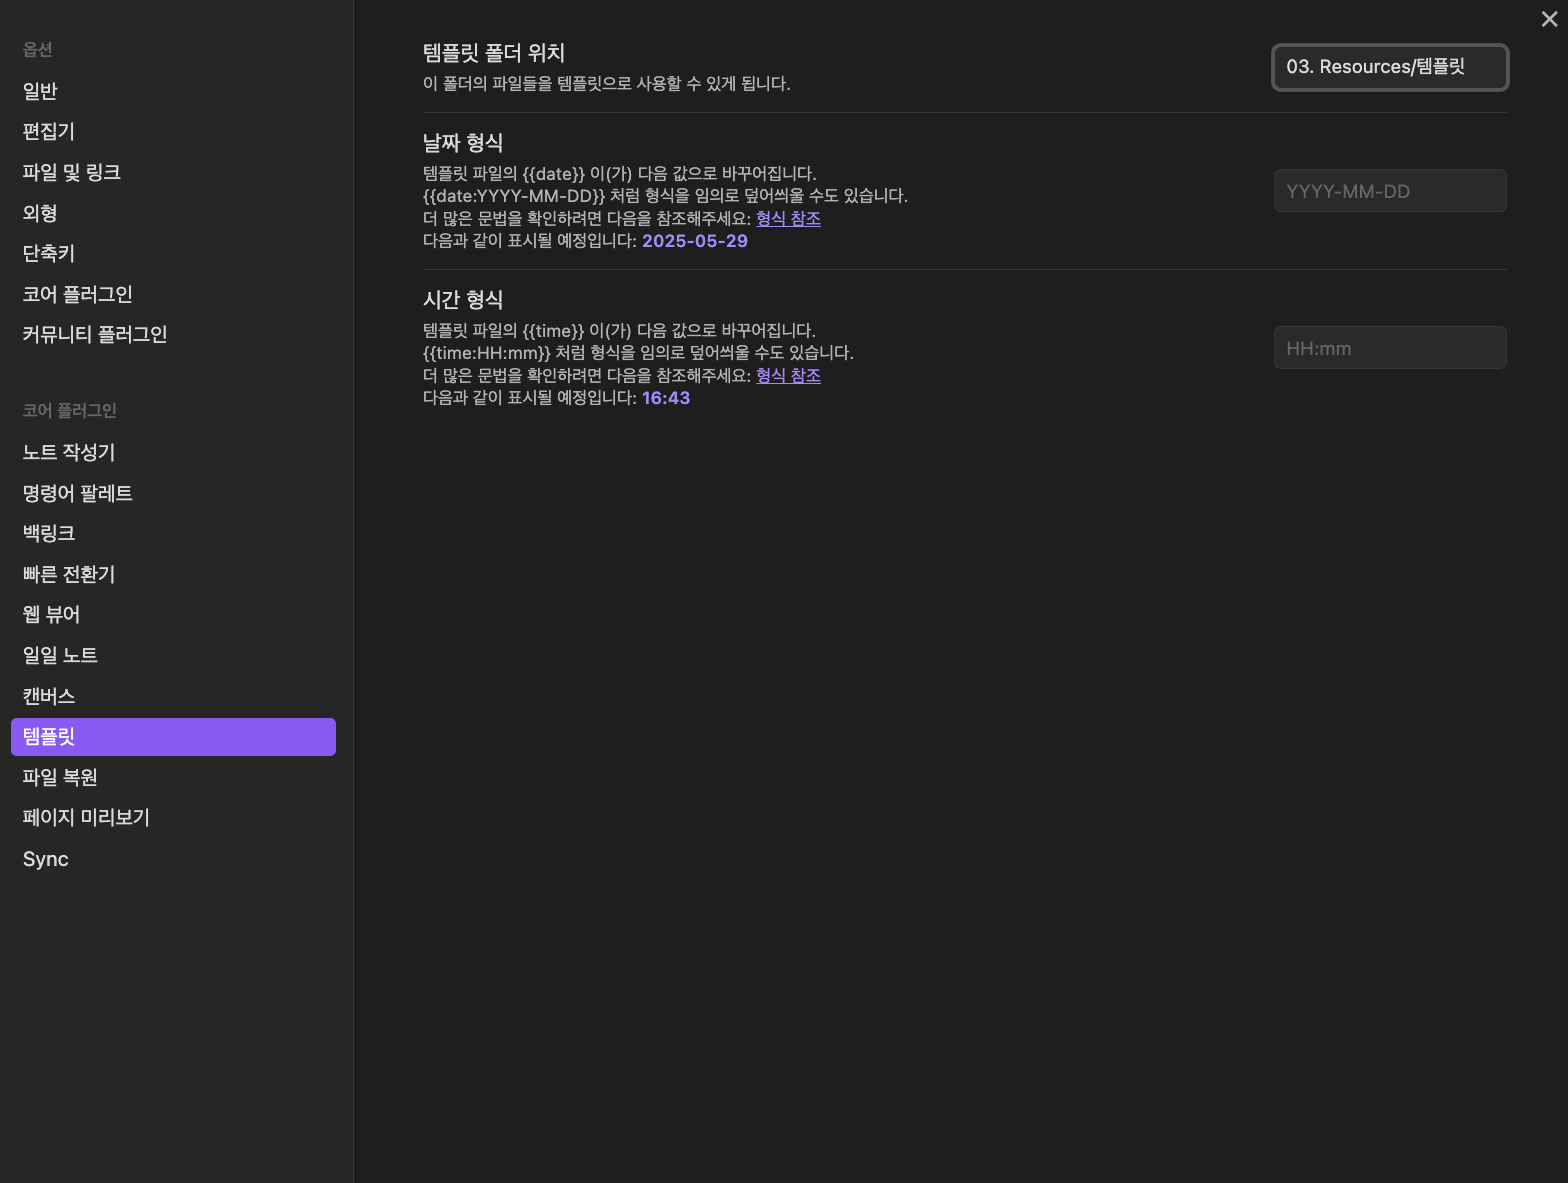 옵션
일반
편집기
파일 및 링크
외형
단축키
코어 플러그인
커뮤니티 플러그인
코어 플러그인
노트 작성기
명령어 팔레트
백링크
빠른 전환기
웹 뷰어
일일 노트
캔버스
템플릿
파일 복원
페이지 미리보기
Sync
템플릿 폴더 위치
이 폴더의 파일들을 템플릿으로 사용할 수 있게 됩니다.
03. Resources/템플릿
날짜 형식
템플릿 파일의 {{date}} 이(가) 다음 값으로 바꾸어집니다.
{{date:YYYY-MM-DD}} 처럼 형식을 임의로 덮어씌울 수도 있습니다.
더 많은 문법을 확인하려면 다음을 참조해주세요: 형식 참조
다음과 같이 표시될 예정입니다: 2025-05-29
YYYY-MM-DD
시간 형식
템플릿 파일의 {{time}} 이(가) 다음 값으로 바꾸어집니다.
{{time:HH:mm}} 처럼 형식을 임의로 덮어씌울 수도 있습니다.
더 많은 문법을 확인하려면 다음을 참조해주세요: 형식 참조
다음과 같이 표시될 예정입니다: 16:43
HH:mm